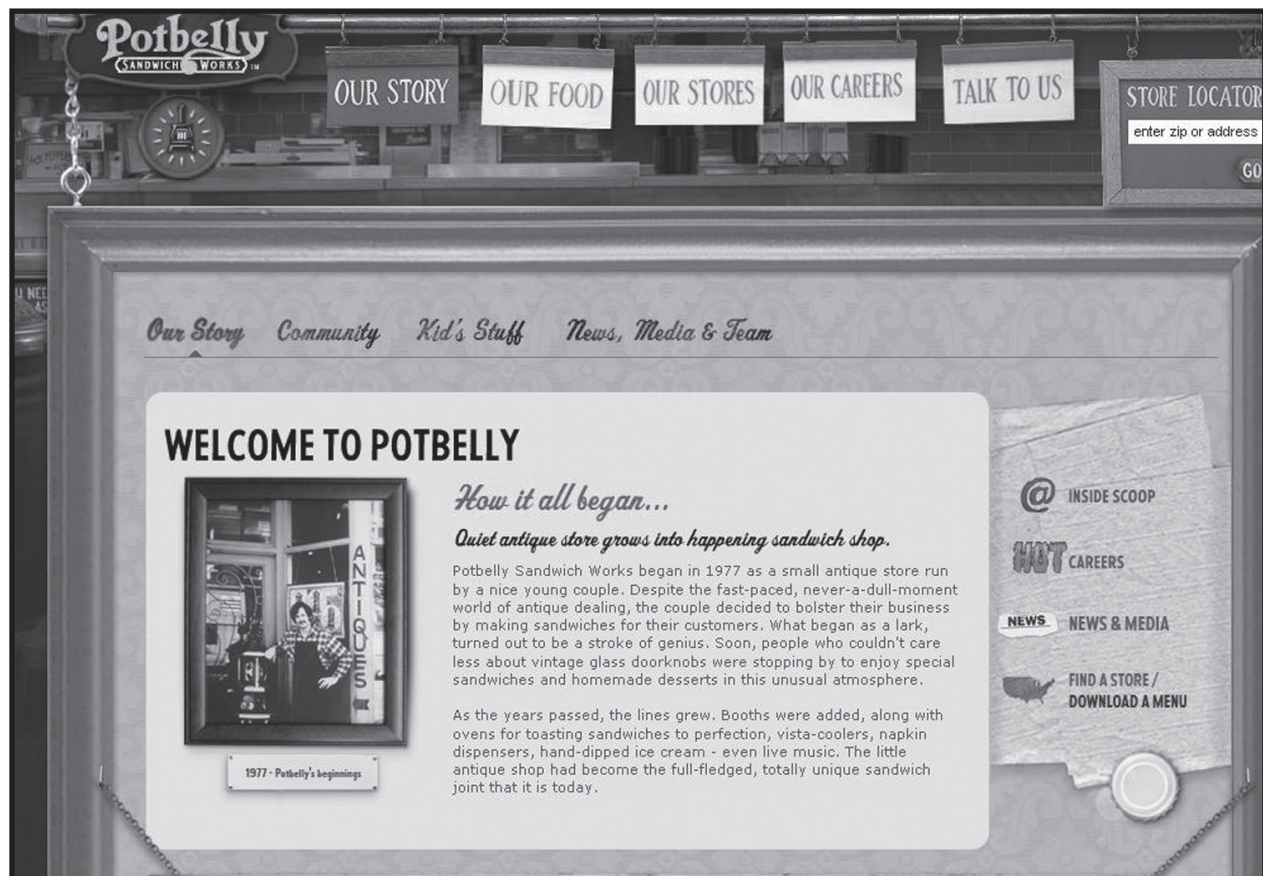 Potbelly
SANDWICH WORKS TM
OUR STORY
OUR FOOD
OUR STORES
OUR CAREERS
TALK TO US
STORE LOCATOR
enter zip or address
GO
U NEE
AS
Our Story
Community
Kid's Stuff
News, Media & Team
WELCOME TO POTBELLY
How it all began...
Quiet antique store grows into happening sandwich shop.
Potbelly Sandwich Works began in 1977 as a small antique store run
by a nice young couple. Despite the fast-paced, never-a-dull-moment
world of antique dealing, the couple decided to bolster their business
by making sandwiches for their customers. What began as a lark,
turned out to be a stroke of genius. Soon, people who couldn't care
less about vintage glass doorknobs were stopping by to enjoy special
sandwiches and homemade desserts in this unusual atmosphere.
As the years passed, the lines grew. Booths were added, along with
ovens for toasting sandwiches to perfection, vista-coolers, napkin
dispensers, hand-dipped ice cream - even live music. The little
antique shop had become the full-fledged, totally unique sandwich
joint that it is today.
ANTIQUES
1977 - Potbelly's beginnings
@ INSIDE SCOOP
HOT CAREERS
NEWS NEWS & MEDIA
FIND A STORE /
DOWNLOAD A MENU